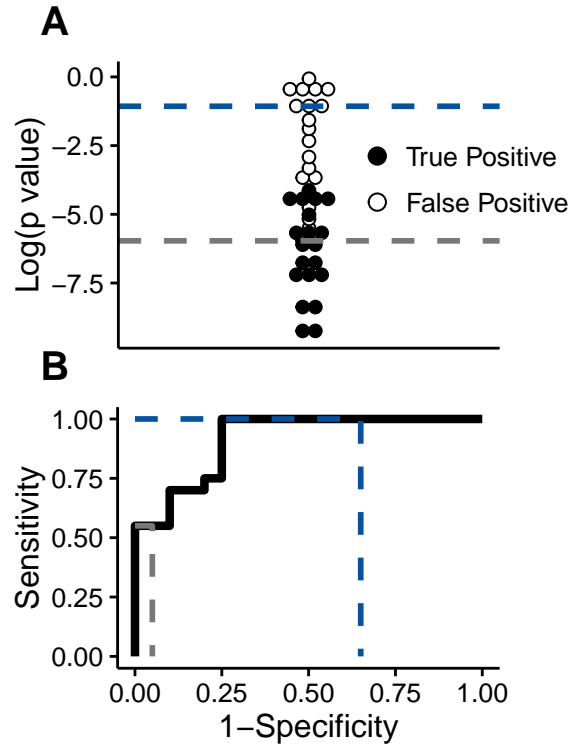 A
0.0
−2.5
−5.0
−7.5
Log(p value)
True Positive
False Positive
B
1.00
0.75
0.50
0.25
0.00
Sensitivity
0.00 0.25 0.50 0.75 1.00
1−Specificity